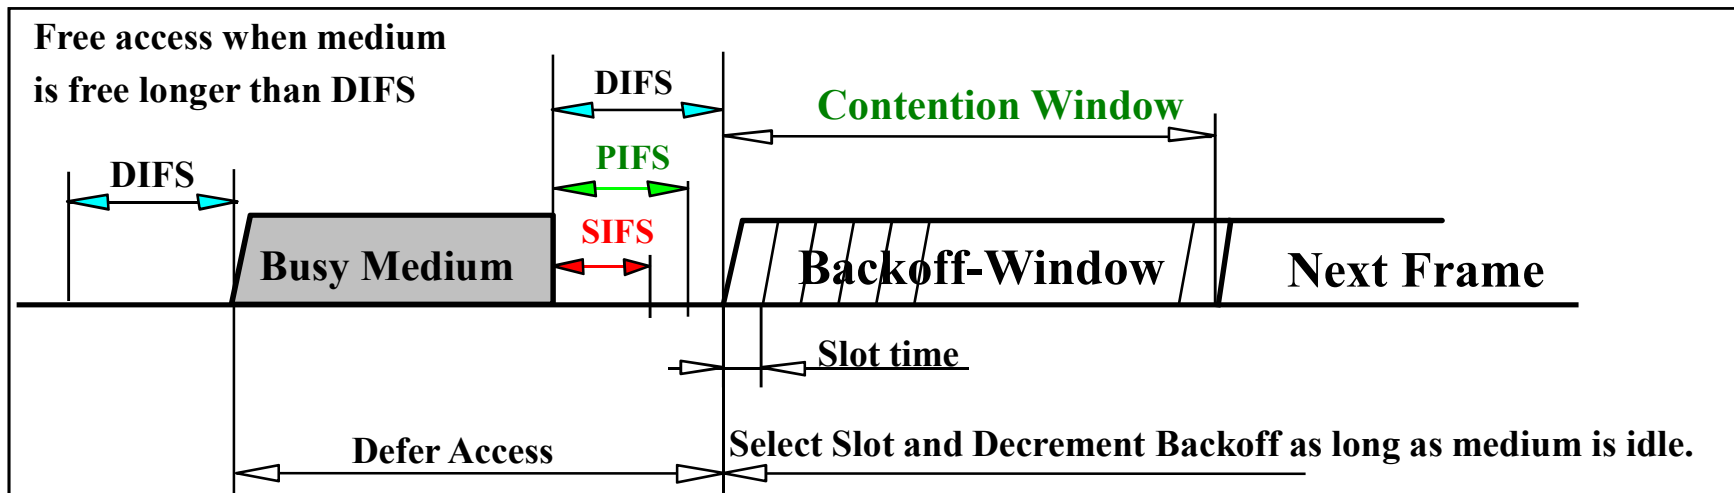 Free access when medium
is free longer than DIFS
DIFS
Contention Window
PIFS
DIFS
SIFS
Busy Medium
Backoff-Window
Next Frame
Slot time
Defer Access
Select Slot and Decrement Backoff as long as medium is idle.